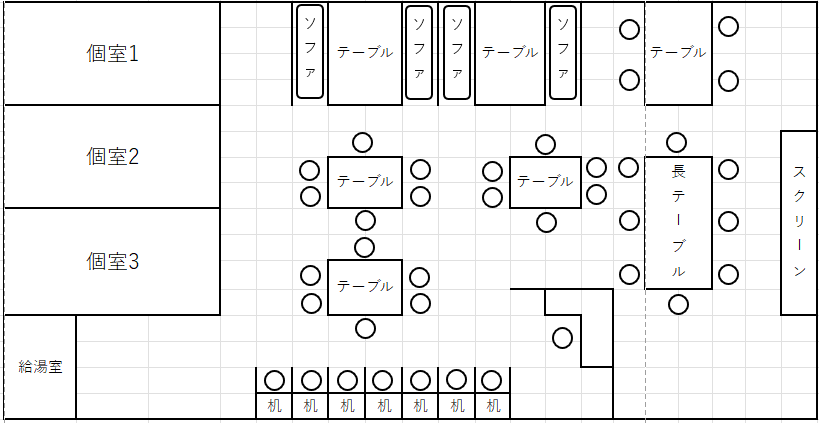 個室1
ソファ
テーブル
ソファ
ソファ
テーブル
ソファ
テーブル
個室2
テーブル
テーブル
長テーブル
スクリーン
個室3
テーブル
給湯室
机
机
机
机
机
机
机